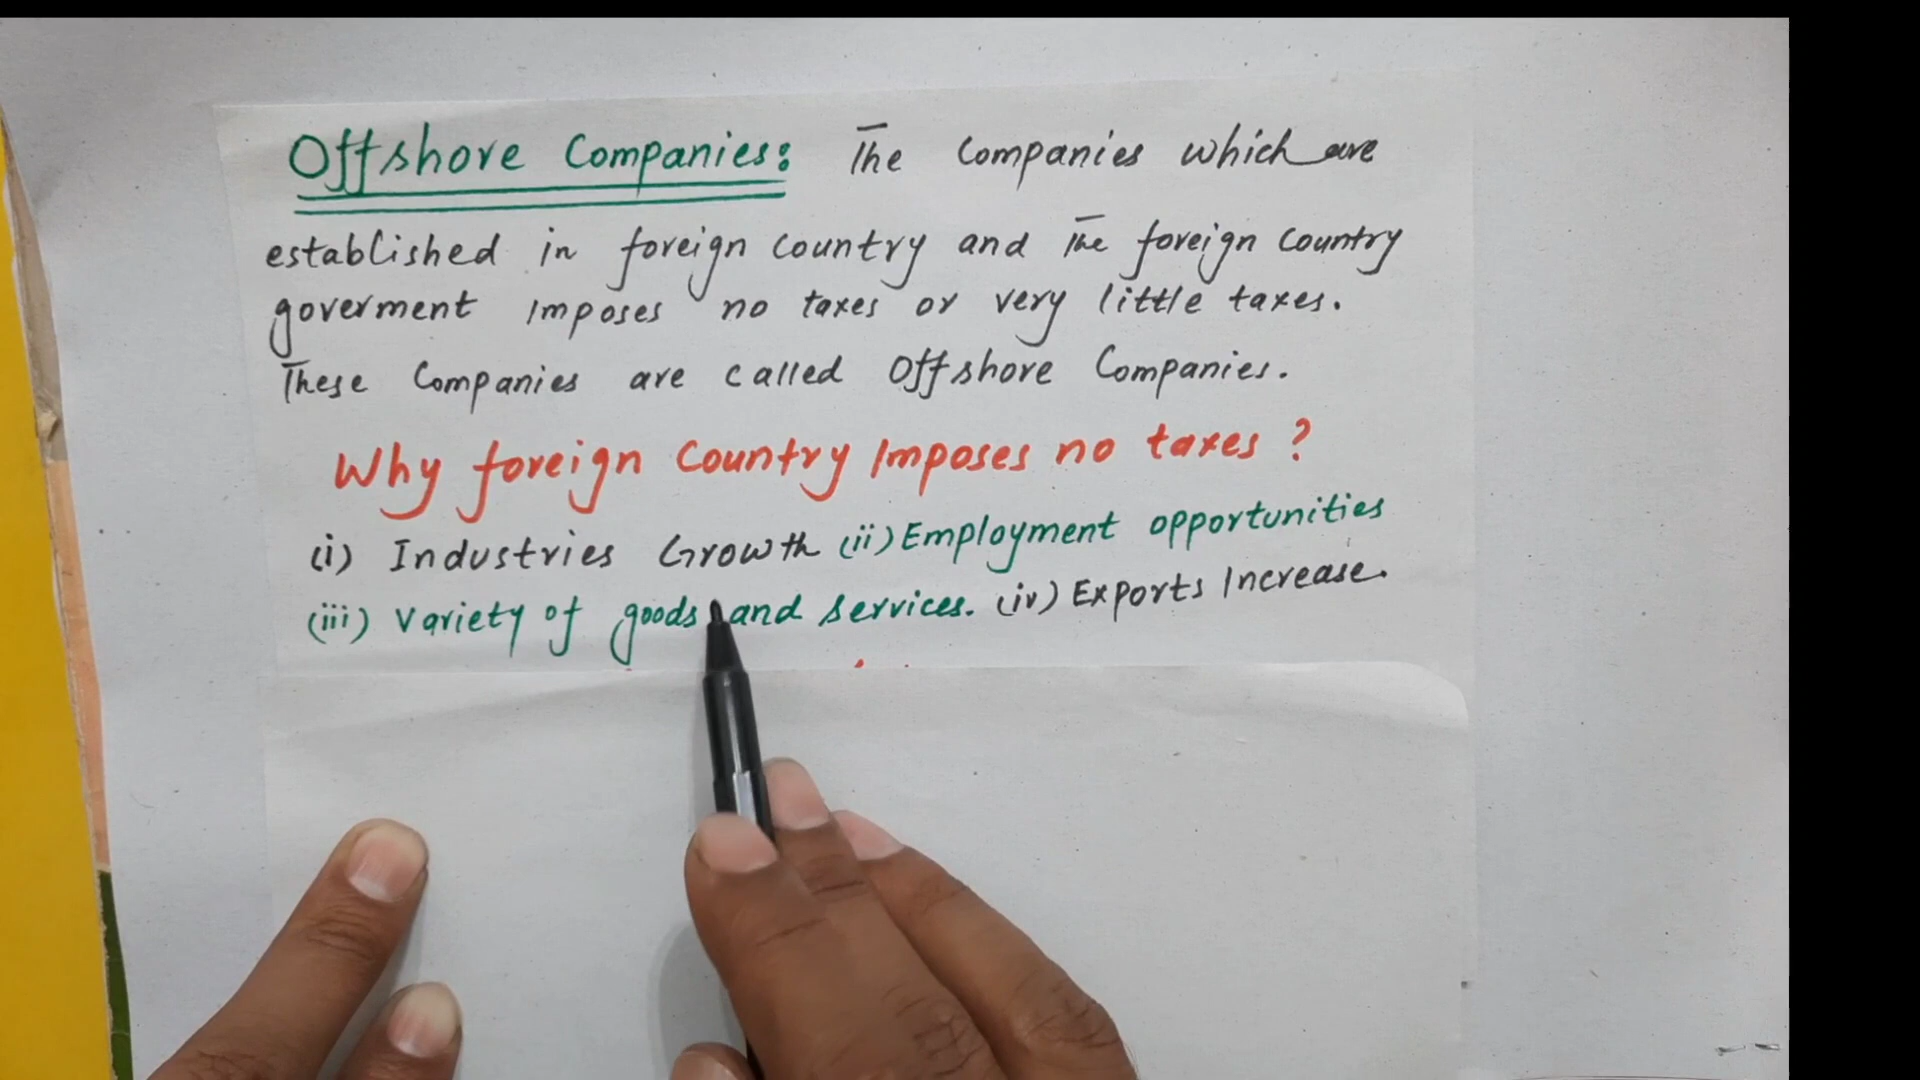 Offshore Companies: The Companies which are
established in foreign country and the foreign country
goverment imposes no taxes or very little taxes.
These Companies are called Offshore Companies.
Why foreign Country Imposes no taxes ?
(i) Industries Growth (ii) Employment opportunities
(iii) Variety of goods and services. (iv) Exports Increase.